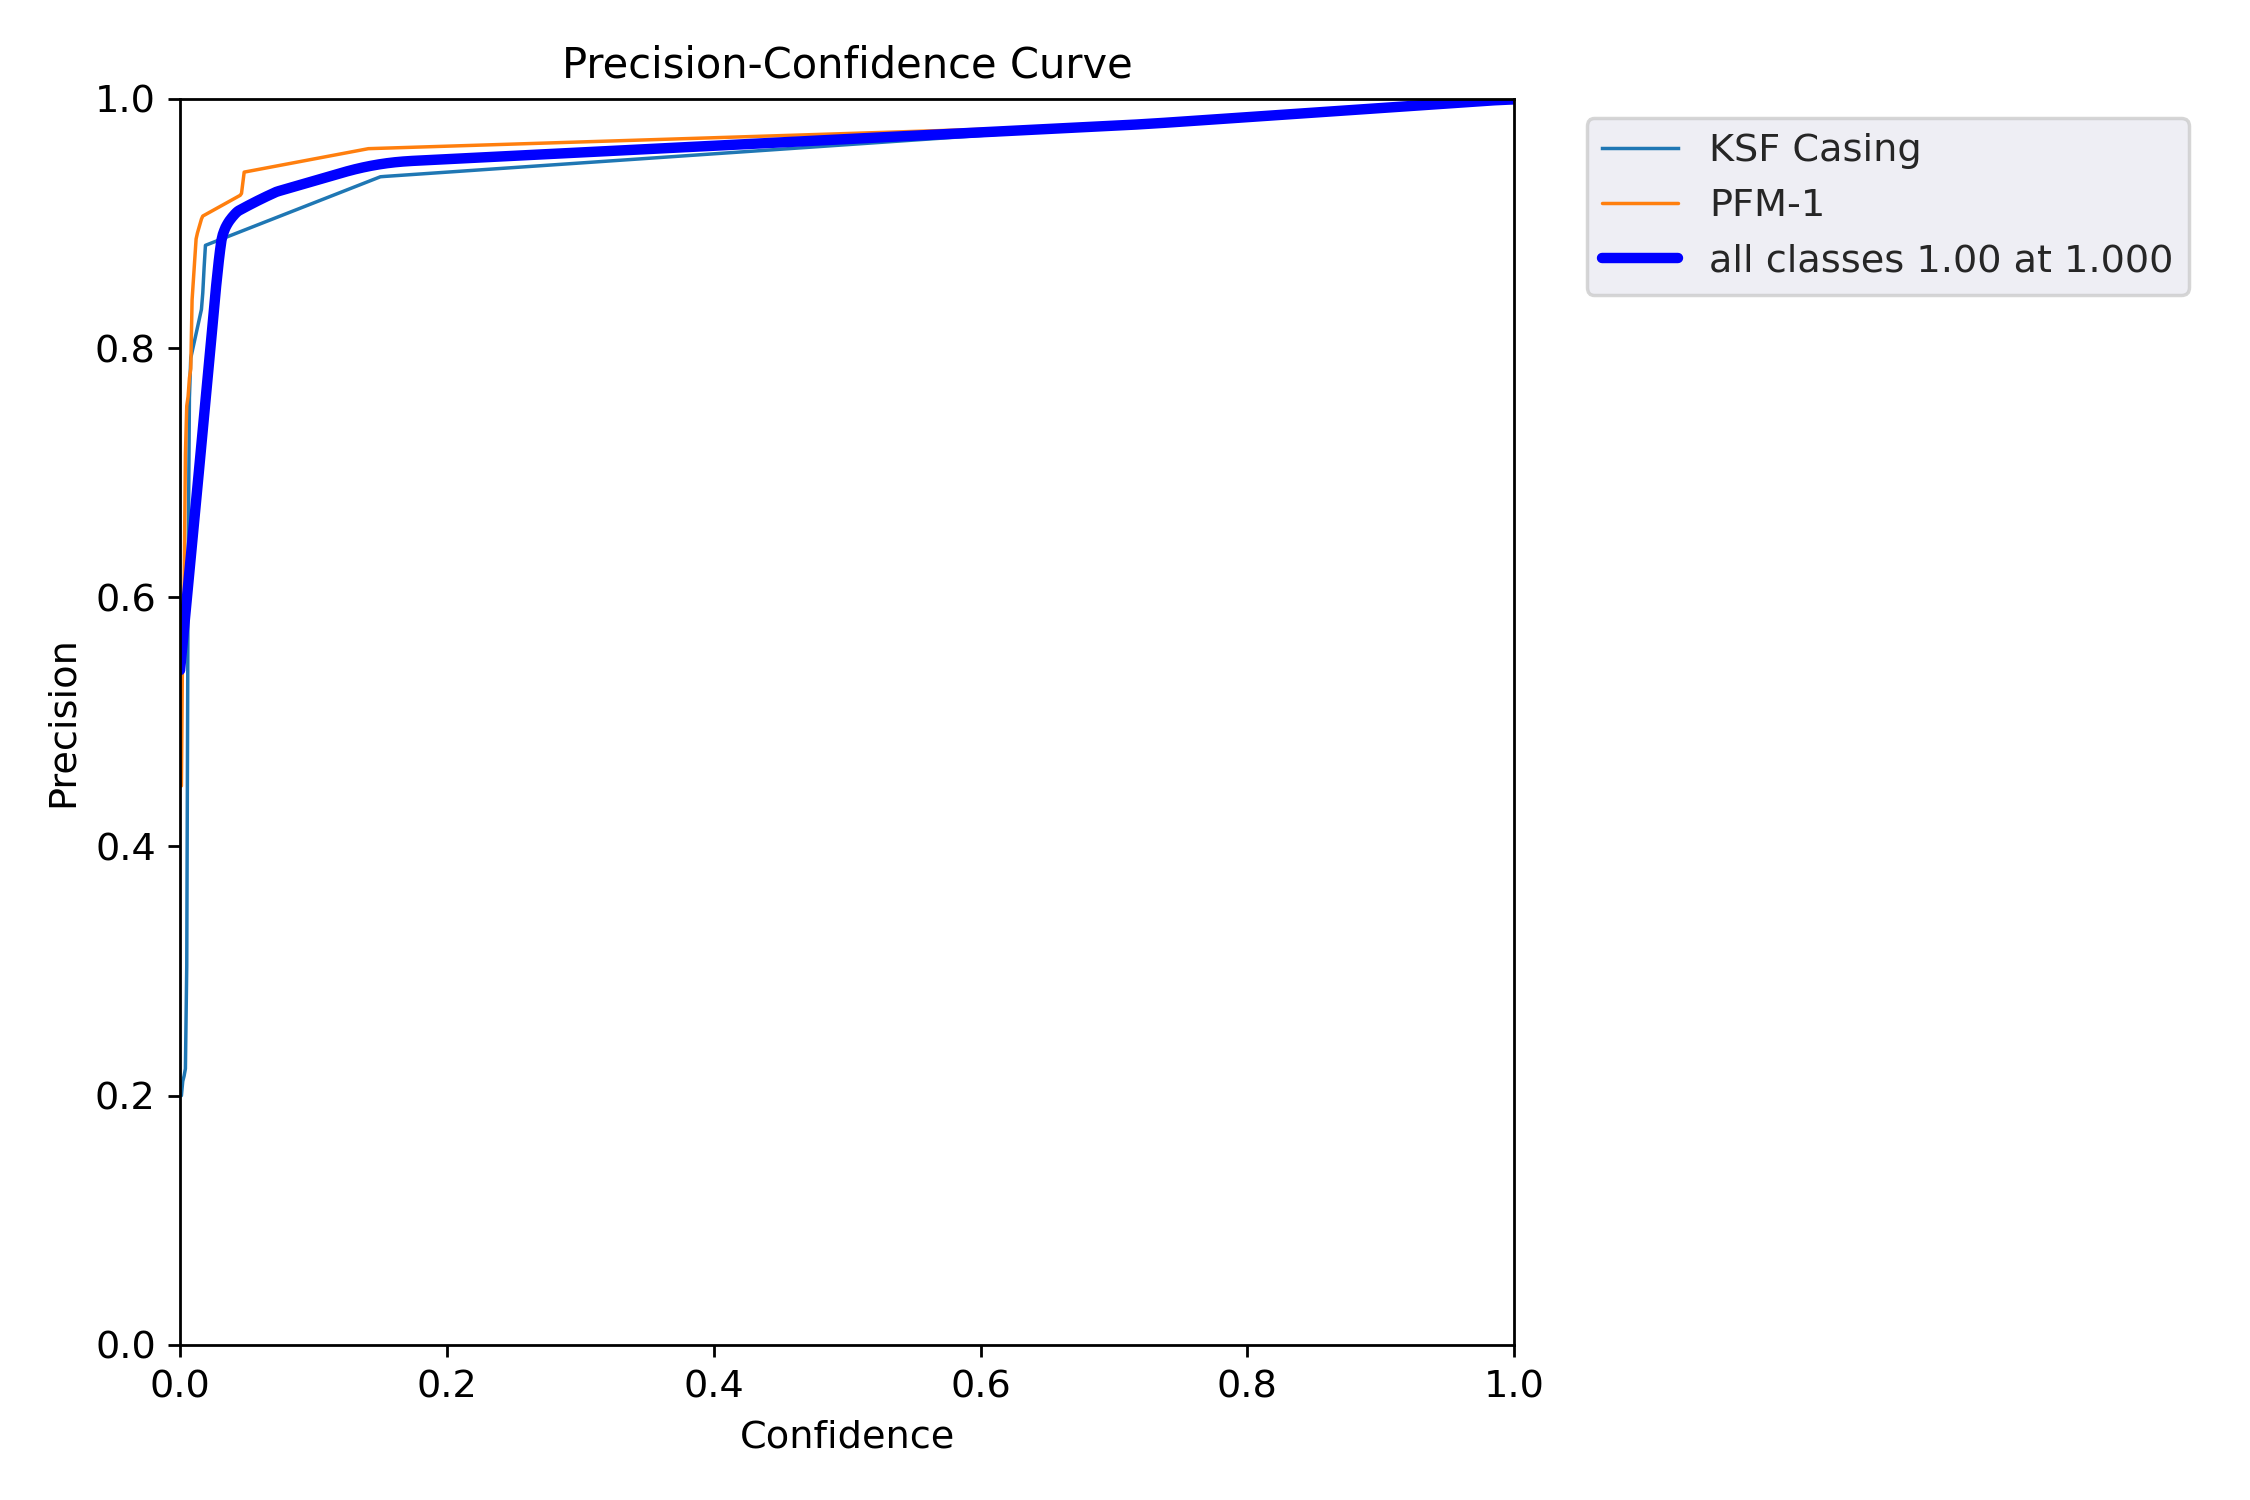 Precision-Confidence Curve
1.0
0.8
0.6
0.4
0.2
0.0
Precision
0.0 0.2 0.4 0.6 0.8 1.0
Confidence
KSF Casing
PFM-1
all classes 1.00 at 1.000